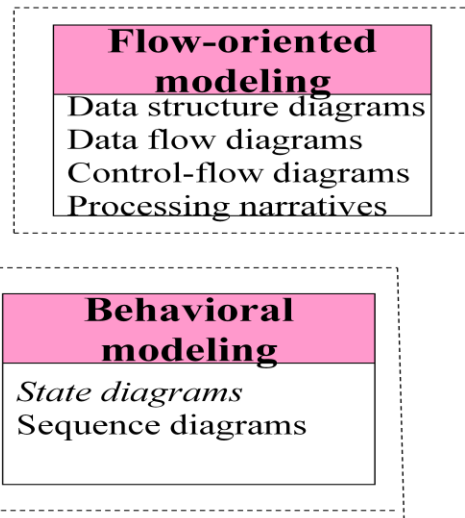 Flow-oriented
modeling
Data structure diagrams
Data flow diagrams
Control-flow diagrams
Processing narratives
Behavioral
modeling
State diagrams
Sequence diagrams